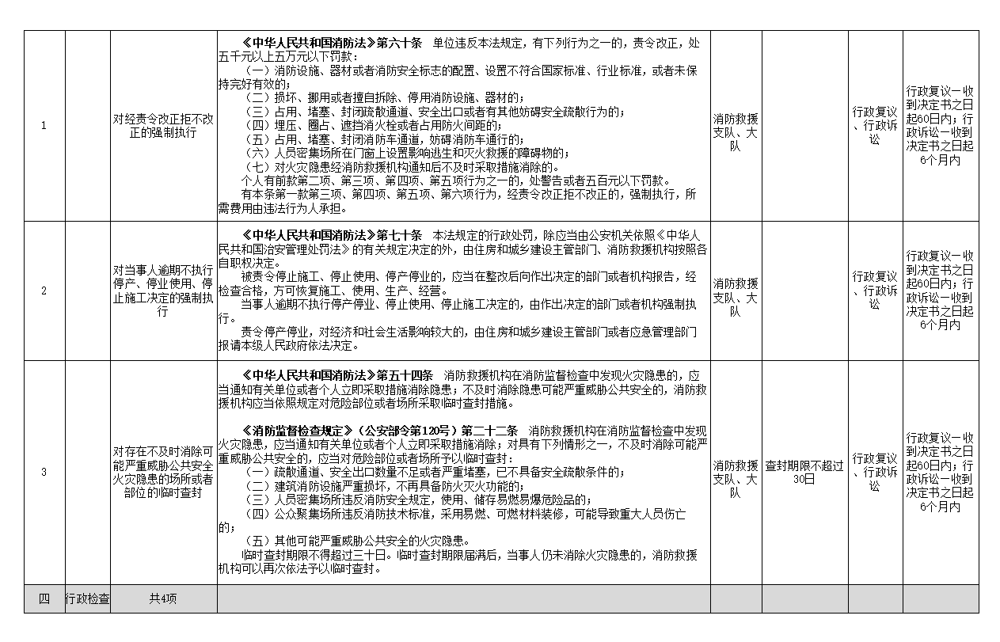 1
对经责令改正拒不改
正的强制执行
《中华人民共和国消防法》第六十条　单位违反本法规定，有下列行为之一的，责令改正，处
五千元以上五万元以下罚款：
（一）消防设施、器材或者消防安全标志的配置、设置不符合国家标准、行业标准，或者未保
持完好有效的；
（二）损坏、挪用或者擅自拆除、停用消防设施、器材的；
（三）占用、堵塞、封闭疏散通道、安全出口或者有其他妨碍安全疏散行为的；
（四）埋压、圈占、遮挡消火栓或者占用防火间距的；
（五）占用、堵塞、封闭消防车通道，妨碍消防车通行的；
（六）人员密集场所在门窗上设置影响逃生和灭火救援的障碍物的；
（七）对火灾隐患经消防救援机构通知后不及时采取措施消除的。
个人有前款第二项、第三项、第四项、第五项行为之一的，处警告或者五百元以下罚款。
有本条第一款第三项、第四项、第五项、第六项行为，经责令改正拒不改正的，强制执行，所
需费用由违法行为人承担。
消防救援
支队、大
队
行政复议
、行政诉
讼
行政复议—收
到决定书之日
起60日内；行
政诉讼—收到
决定书之日起
6个月内
2
对当事人逾期不执行
停产、停业使用、停
止施工决定的强制执
行
《中华人民共和国消防法》第七十条　本法规定的行政处罚，除应当由公安机关依照《中华人
民共和国治安管理处罚法》的有关规定决定的外，由住房和城乡建设主管部门、消防救援机构按照各
自职权决定。
被责令停止施工、停止使用、停产停业的，应当在整改后向作出决定的部门或者机构报告，经
检查合格，方可恢复施工、使用、生产、经营。
当事人逾期不执行停产停业、停止使用、停止施工决定的，由作出决定的部门或者机构强制执
行。
责令停产停业，对经济和社会生活影响较大的，由住房和城乡建设主管部门或者应急管理部门
报请本级人民政府依法决定。
消防救援
支队、大
队
行政复议
、行政诉
讼
行政复议—收
到决定书之日
起60日内；行
政诉讼—收到
决定书之日起
6个月内
3
对存在不及时消除可
能严重威胁公共安全
火灾隐患的场所或者
部位的临时查封
《中华人民共和国消防法》第五十四条　消防救援机构在消防监督检查中发现火灾隐患的，应
当通知有关单位或者个人立即采取措施消除隐患；不及时消除隐患可能严重威胁公共安全的，消防救
援机构应当依照规定对危险部位或者场所采取临时查封措施。
《消防监督检查规定》（公安部令第120号）第二十二条　消防救援机构在消防监督检查中发现
火灾隐患，应当通知有关单位或者个人立即采取措施消除；对具有下列情形之一，不及时消除可能严
重威胁公共安全的，应当对危险部位或者场所予以临时查封：
（一）疏散通道、安全出口数量不足或者严重堵塞，已不具备安全疏散条件的；
（二）建筑消防设施严重损坏，不再具备防火灭火功能的；
（三）人员密集场所违反消防安全规定，使用、储存易燃易爆危险品的；
（四）公众聚集场所违反消防技术标准，采用易燃、可燃材料装修，可能导致重大人员伤亡
的；
（五）其他可能严重威胁公共安全的火灾隐患。
临时查封期限不得超过三十日。临时查封期限届满后，当事人仍未消除火灾隐患的，消防救援
机构可以再次依法予以临时查封。
消防救援
支队、大
队
查封期限不超过
30日
行政复议
、行政诉
讼
行政复议—收
到决定书之日
起60日内；行
政诉讼—收到
决定书之日起
6个月内
四
行政检查
共4项